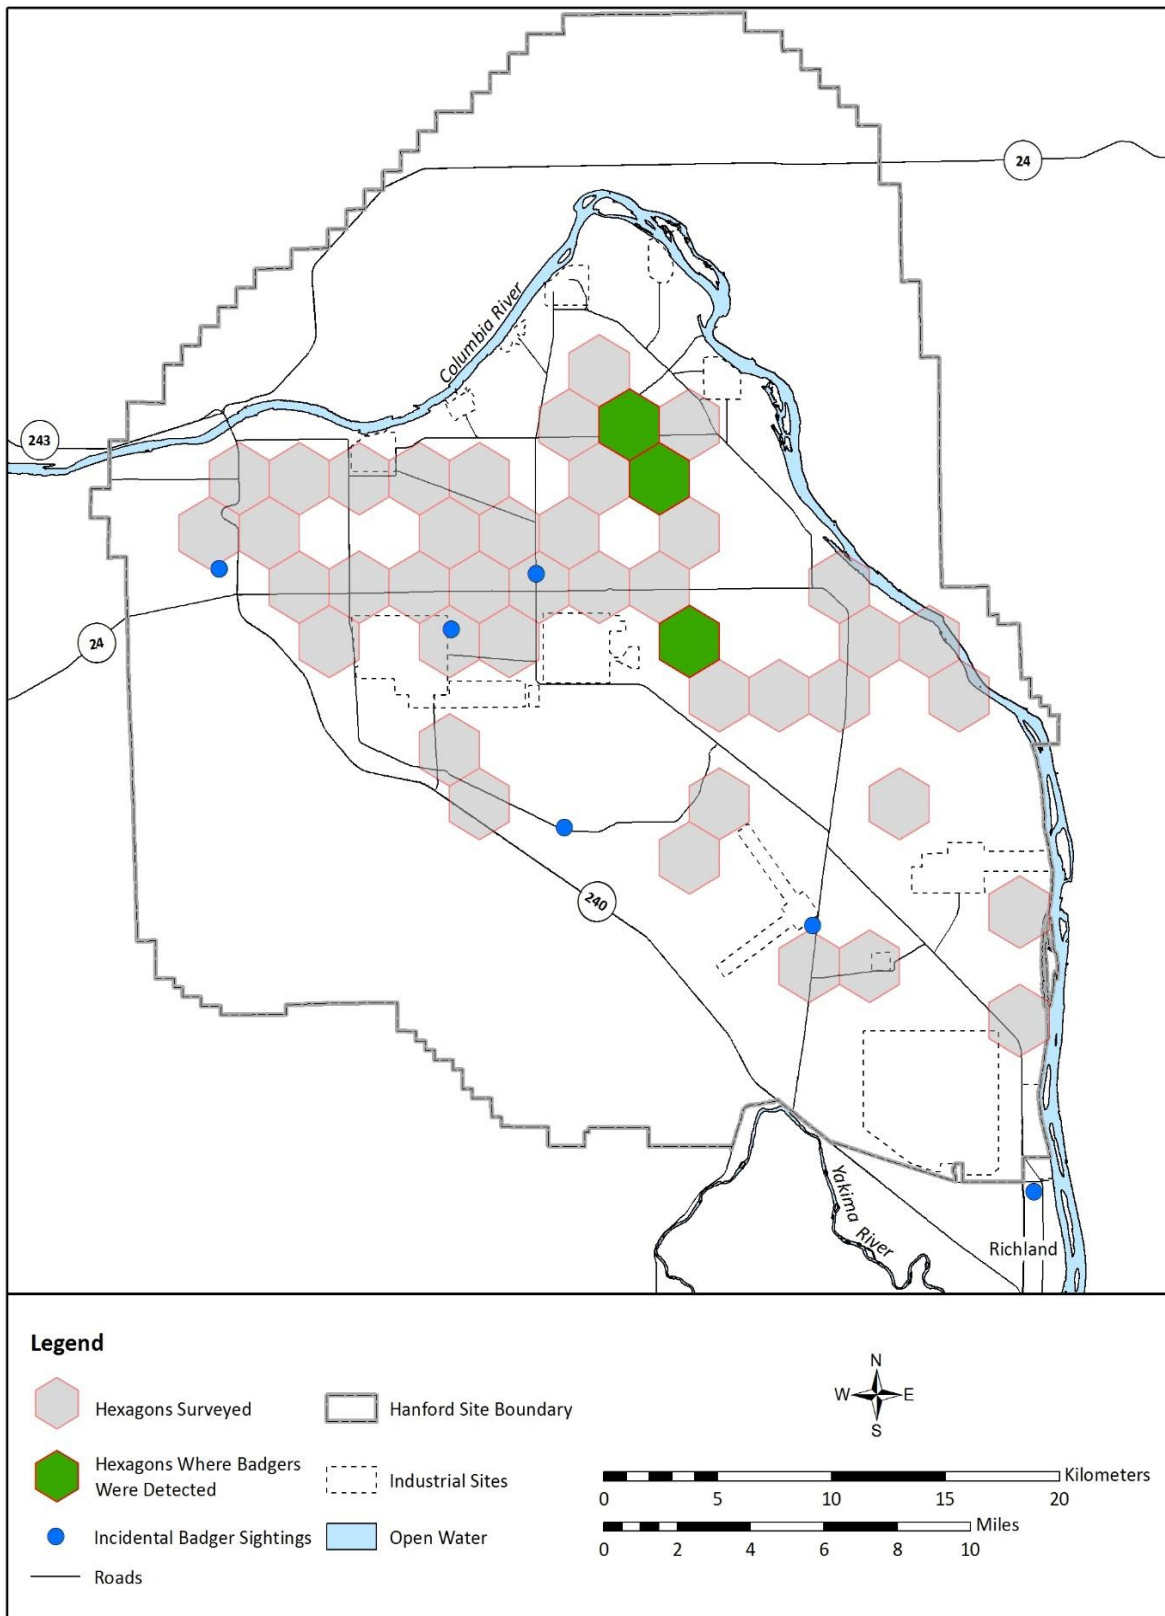 24
Columbia River
243
24
240
Yakima River
Richland
Legend
Hexagons Surveyed
Hexagons Where Badgers
Were Detected
Incidental Badger Sightings
Roads
Hanford Site Boundary
Industrial Sites
Open Water
N
W E
S
Kilometers
0 5 10 15 20
Miles
0 2 4 6 8 10